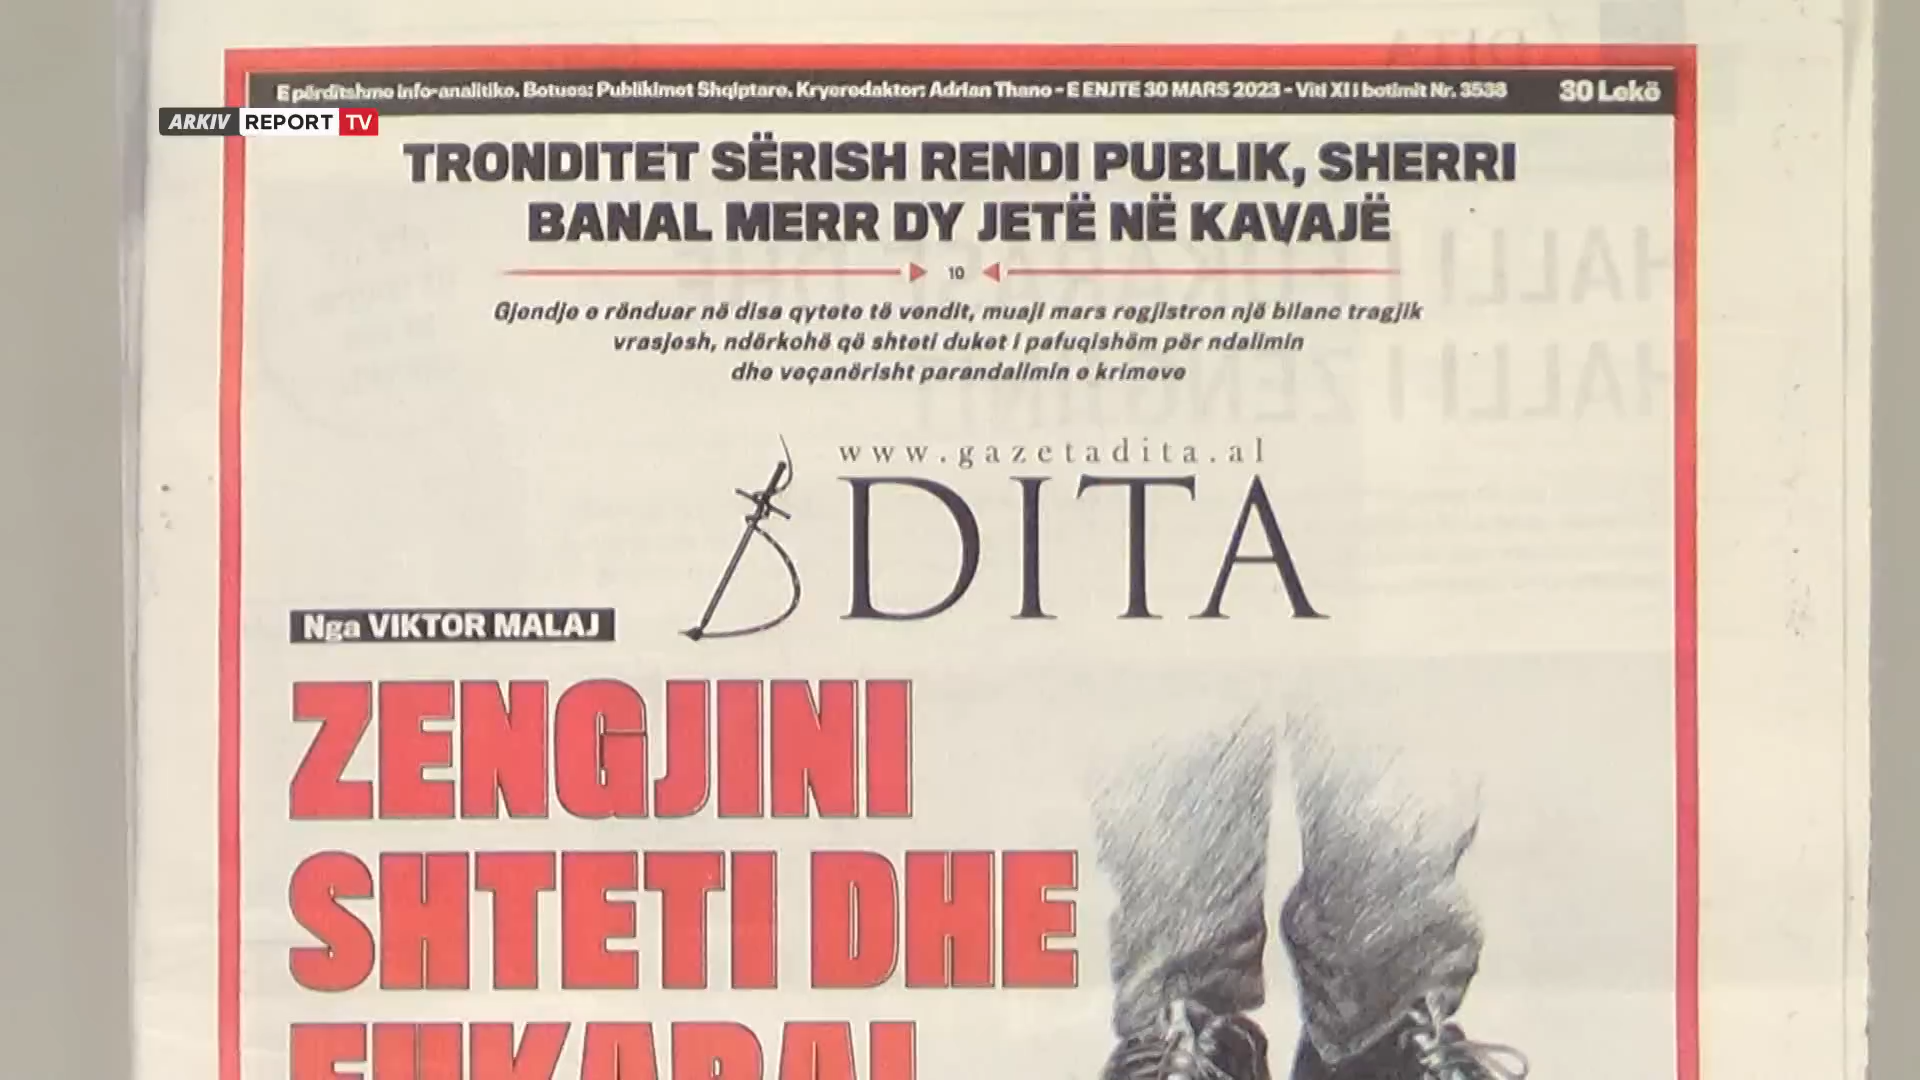 E përditshme info-analitike. Botues: Publikimet Shqiptare. Kryeredaktor: Adrian Thano - E ENJTE 30 MARS 2023 - Viti XI i botimit Nr. 3538 30 Lekë
ARKIV REPORT TV
TRONDITET SËRISH RENDI PUBLIK, SHERRI
BANAL MERR DY JETË NË KAVAJË
10
Gjendje e rënduar në disa qytete të vendit, muaji mars regjistron një bilanc tragjik
vrasjesh, ndërkohë që shteti duket i pafuqishëm për ndalimin
dhe veçanërisht parandalimin e krimeve
www.gazetadita.al
DITA
Nga VIKTOR MALAJ
ZENGJINI
SHTETI DHE
FUKARAI